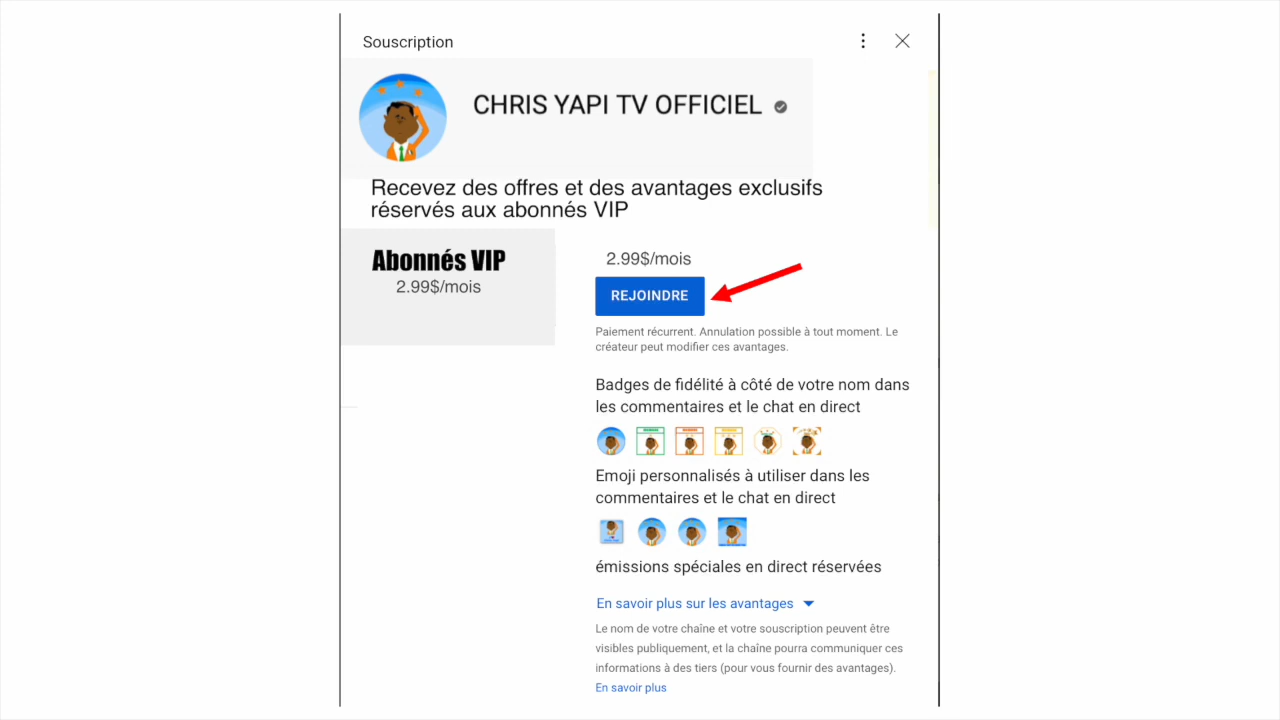 Souscription
CHRIS YAPI TV OFFICIEL
Recevez des offres et des avantages exclusifs
réservés aux abonnés VIP
Abonnés VIP
2.99$/mois
2.99$/mois
REJOINDRE
Paiement récurrent. Annulation possible à tout moment. Le
créateur peut modifier ces avantages.
Badges de fidélité à côté de votre nom dans
les commentaires et le chat en direct
Emoji personnalisés à utiliser dans les
commentaires et le chat en direct
émissions spéciales en direct réservées
En savoir plus sur les avantages
Le nom de votre chaîne et votre souscription peuvent être
visibles publiquement, et la chaîne pourra communiquer ces
informations à des tiers (pour vous fournir des avantages).
En savoir plus